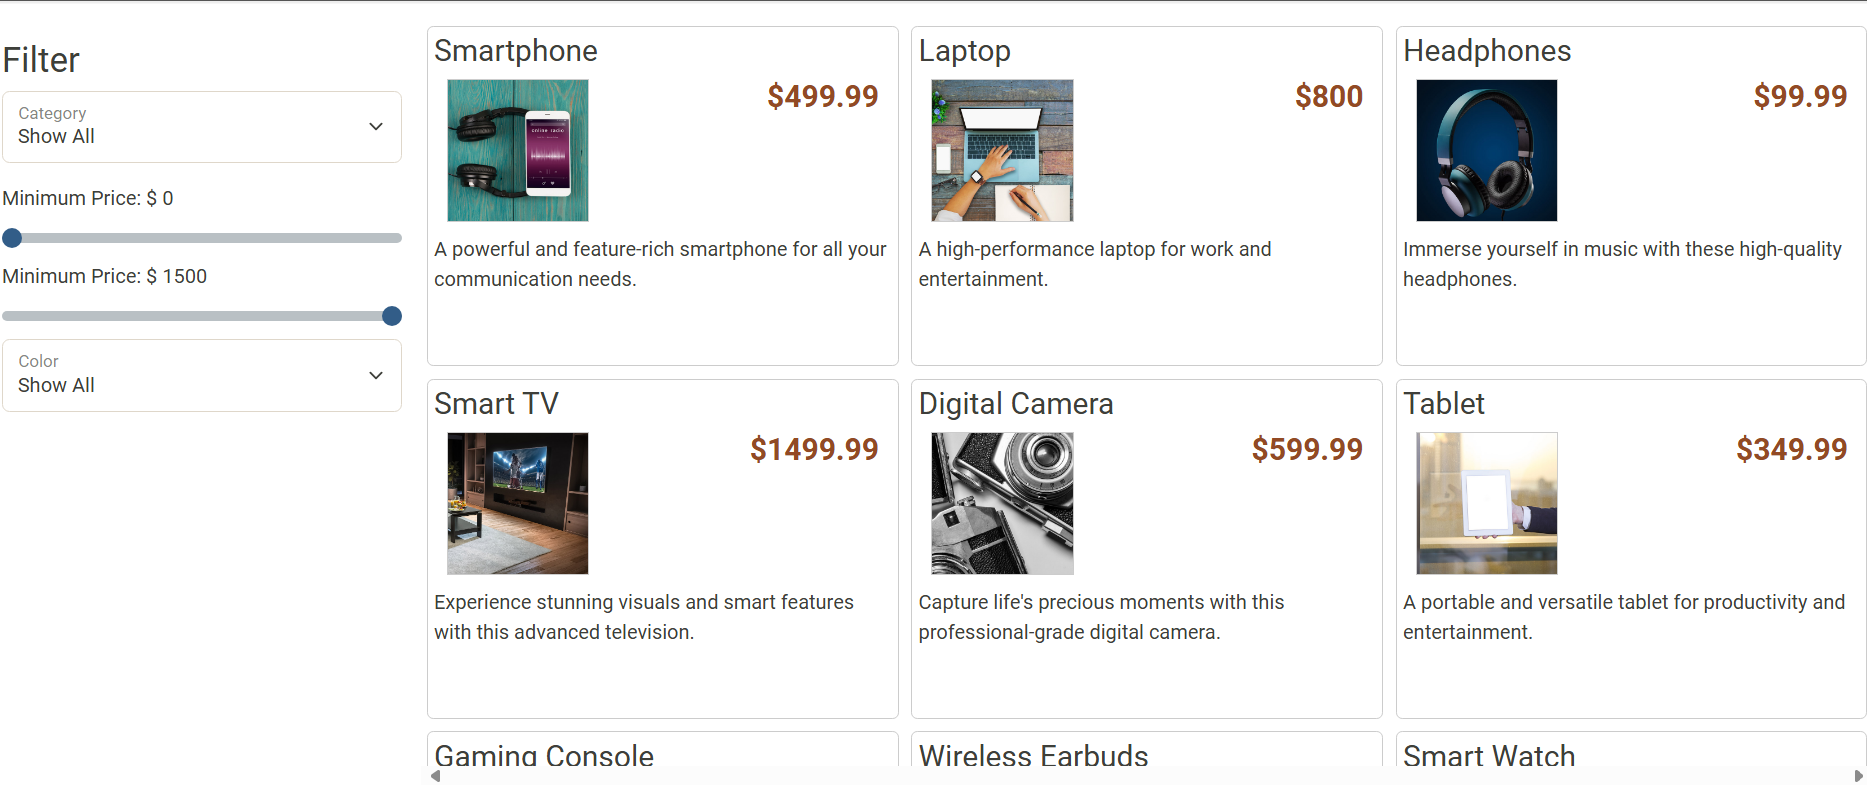 Filter
Category
Show All
Minimum Price: $ 0
Minimum Price: $ 1500
Color
Show All
Smartphone
$499.99
online radio
A powerful and feature-rich smartphone for all your
communication needs.
Laptop
$800
A high-performance laptop for work and
entertainment.
Headphones
$99.99
Immerse yourself in music with these high-quality
headphones.
Smart TV
$1499.99
Experience stunning visuals and smart features
with this advanced television.
Digital Camera
$599.99
Capture life's precious moments with this
professional-grade digital camera.
Tablet
$349.99
A portable and versatile tablet for productivity and
entertainment.
Gaming Console
Wireless Earbuds
Smart Watch